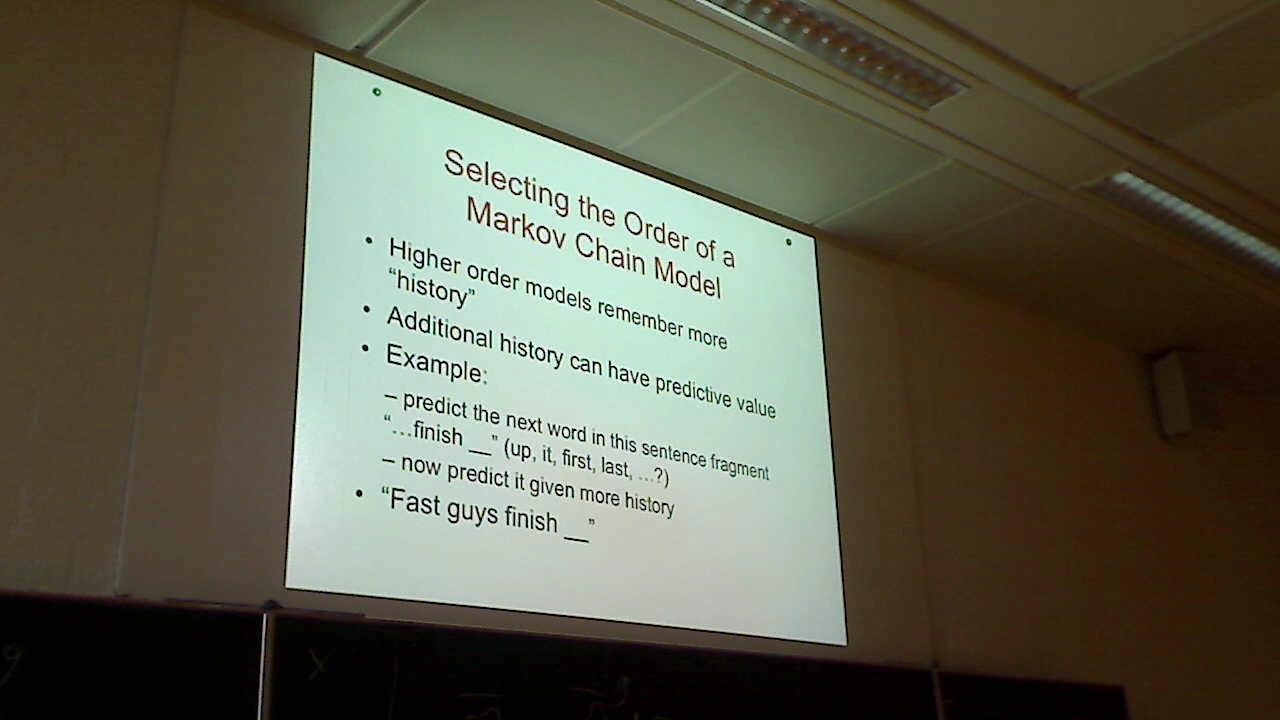 Selecting the Order of a
Markov Chain Model
• Higher order models remember more
“history”
• Additional history can have predictive value
• Example:
– predict the next word in this sentence fragment
“…finish __” (up, it, first, last, …?)
– now predict it given more history
• “Fast guys finish __”